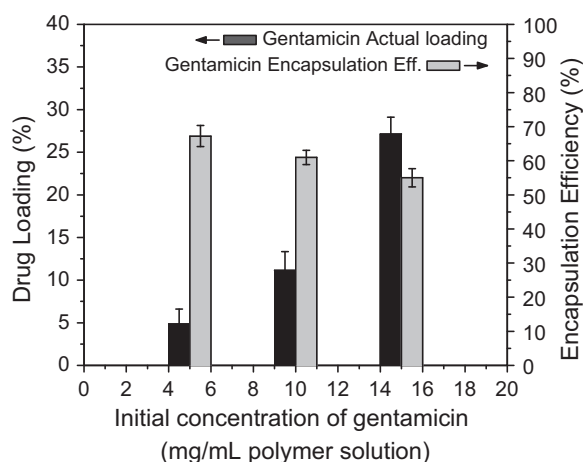 Gentamicin Actual loading
Gentamicin Encapsulation Eff.
Drug Loading (%)
40
35
30
25
20
15
10
5
0
Encapsulation Efficiency (%)
100
90
80
70
60
50
40
30
20
10
0
0 2 4 6 8 10 12 14 16 18 20
Initial concentration of gentamicin
(mg/mL polymer solution)